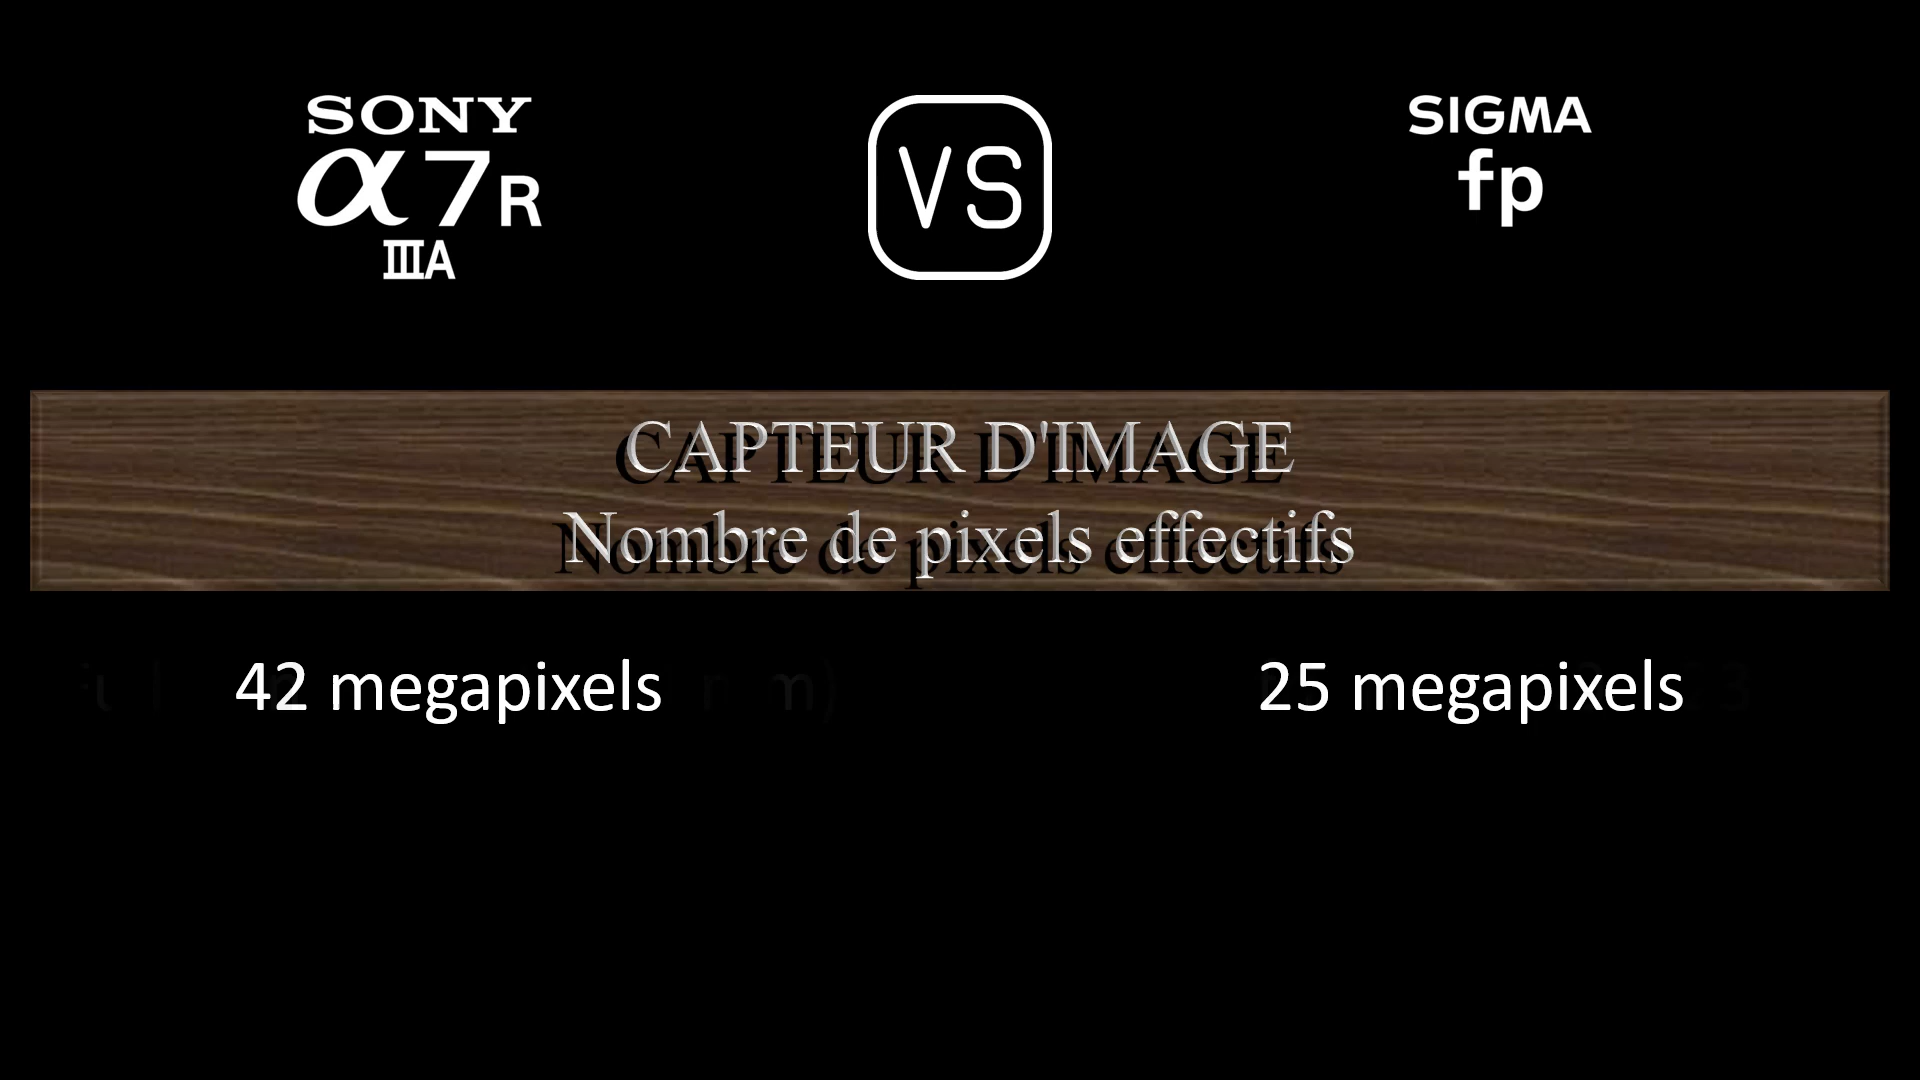 SONY
α7R
IIIA
VS
SIGMA
fp
CAPTEUR D'IMAGE
Nombre de pixels effectifs
42 megapixels
25 megapixels